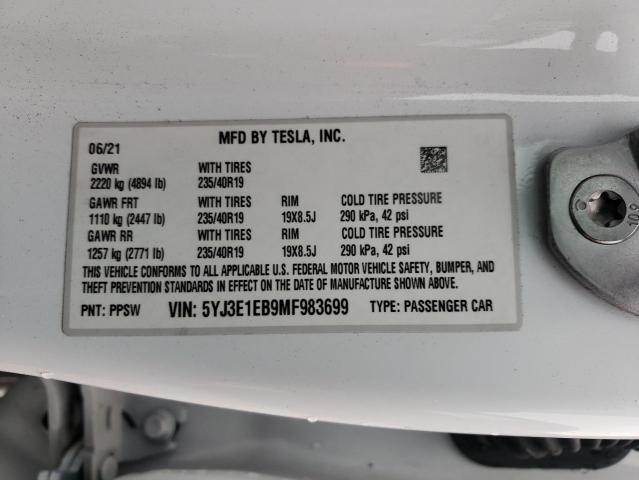 06/21 MFD BY TESLA, INC.
GVWR WITH TIRES
2220 kg (4894 lb) 235/40R19
GAWR FRT WITH TIRES RIM COLD TIRE PRESSURE
1110 kg (2447 lb) 235/40R19 19X8.5J 290 kPa, 42 psi
GAWR RR WITH TIRES RIM COLD TIRE PRESSURE
1257 kg (2771 lb) 235/40R19 19X8.5J 290 kPa, 42 psi
THIS VEHICLE CONFORMS TO ALL APPLICABLE U.S. FEDERAL MOTOR VEHICLE SAFETY, BUMPER, AND
THEFT PREVENTION STANDARDS IN EFFECT ON THE DATE OF MANUFACTURE SHOWN ABOVE.
PNT: PPSW VIN: 5YJ3E1EB9MF983699 TYPE: PASSENGER CAR